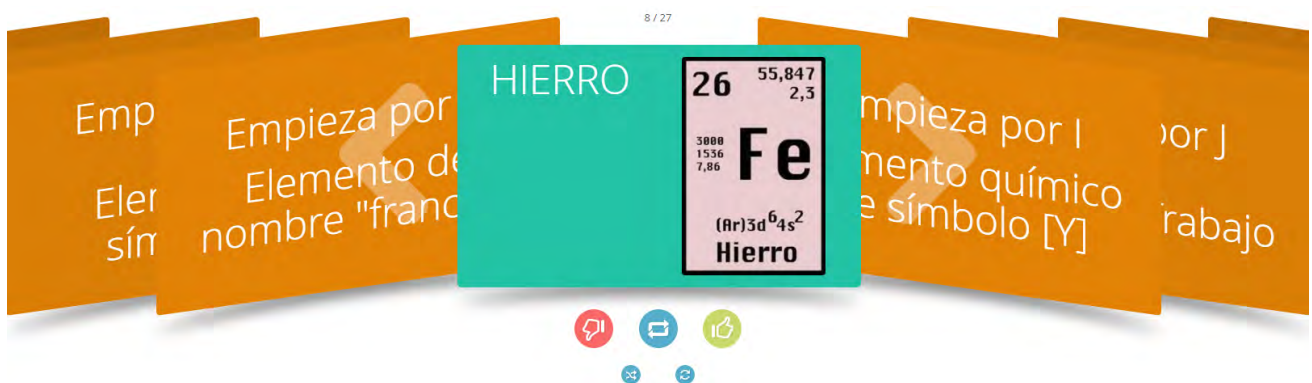 8 / 27
Emp
Eler
sím
Empieza por
Elemento de
nombre "franc
HIERRO
26
55,847
2,3
3000
1536
7,86
Fe
(Ar)3d⁶4s²
Hierro
mpieza por I
mento químico
e símbolo [Y]
por J
rabajo